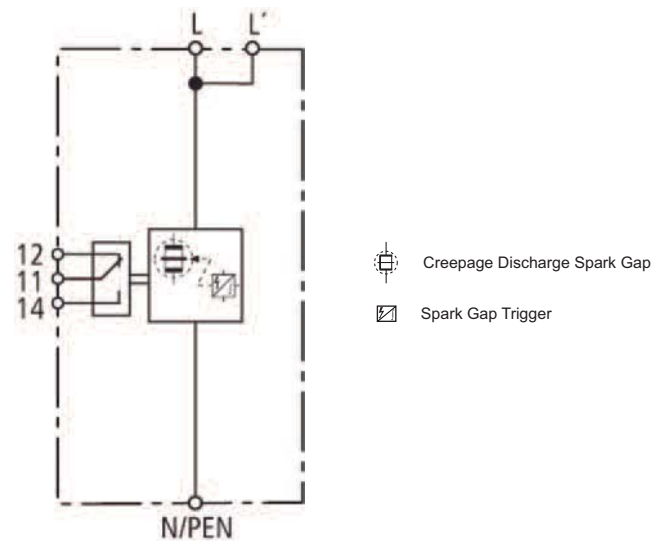 L L´
12
11
14
N/PEN
Creepage Discharge Spark Gap
Spark Gap Trigger